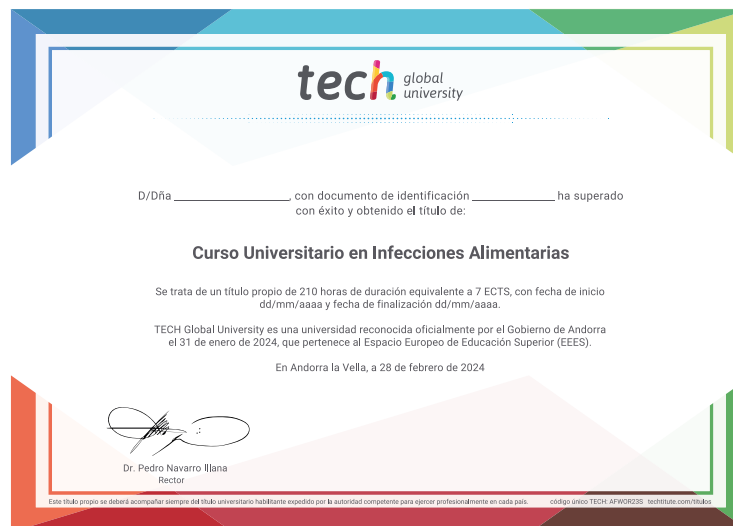 tech global university
D/Dña ________________, con documento de identificación ____________ ha superado
con éxito y obtenido el título de:
Curso Universitario en Infecciones Alimentarias
Se trata de un título propio de 210 horas de duración equivalente a 7 ECTS, con fecha de inicio
dd/mm/aaaa y fecha de finalización dd/mm/aaaa.
TECH Global University es una universidad reconocida oficialmente por el Gobierno de Andorra
el 31 de enero de 2024, que pertenece al Espacio Europeo de Educación Superior (EEES).
En Andorra la Vella, a 28 de febrero de 2024
Dr. Pedro Navarro Illana
Rector
Este título propio se deberá acompañar siempre del título universitario habilitante expedido por la autoridad competente para ejercer profesionalmente en cada país. código único TECH: AFWOR23S techtitute.com/titulos